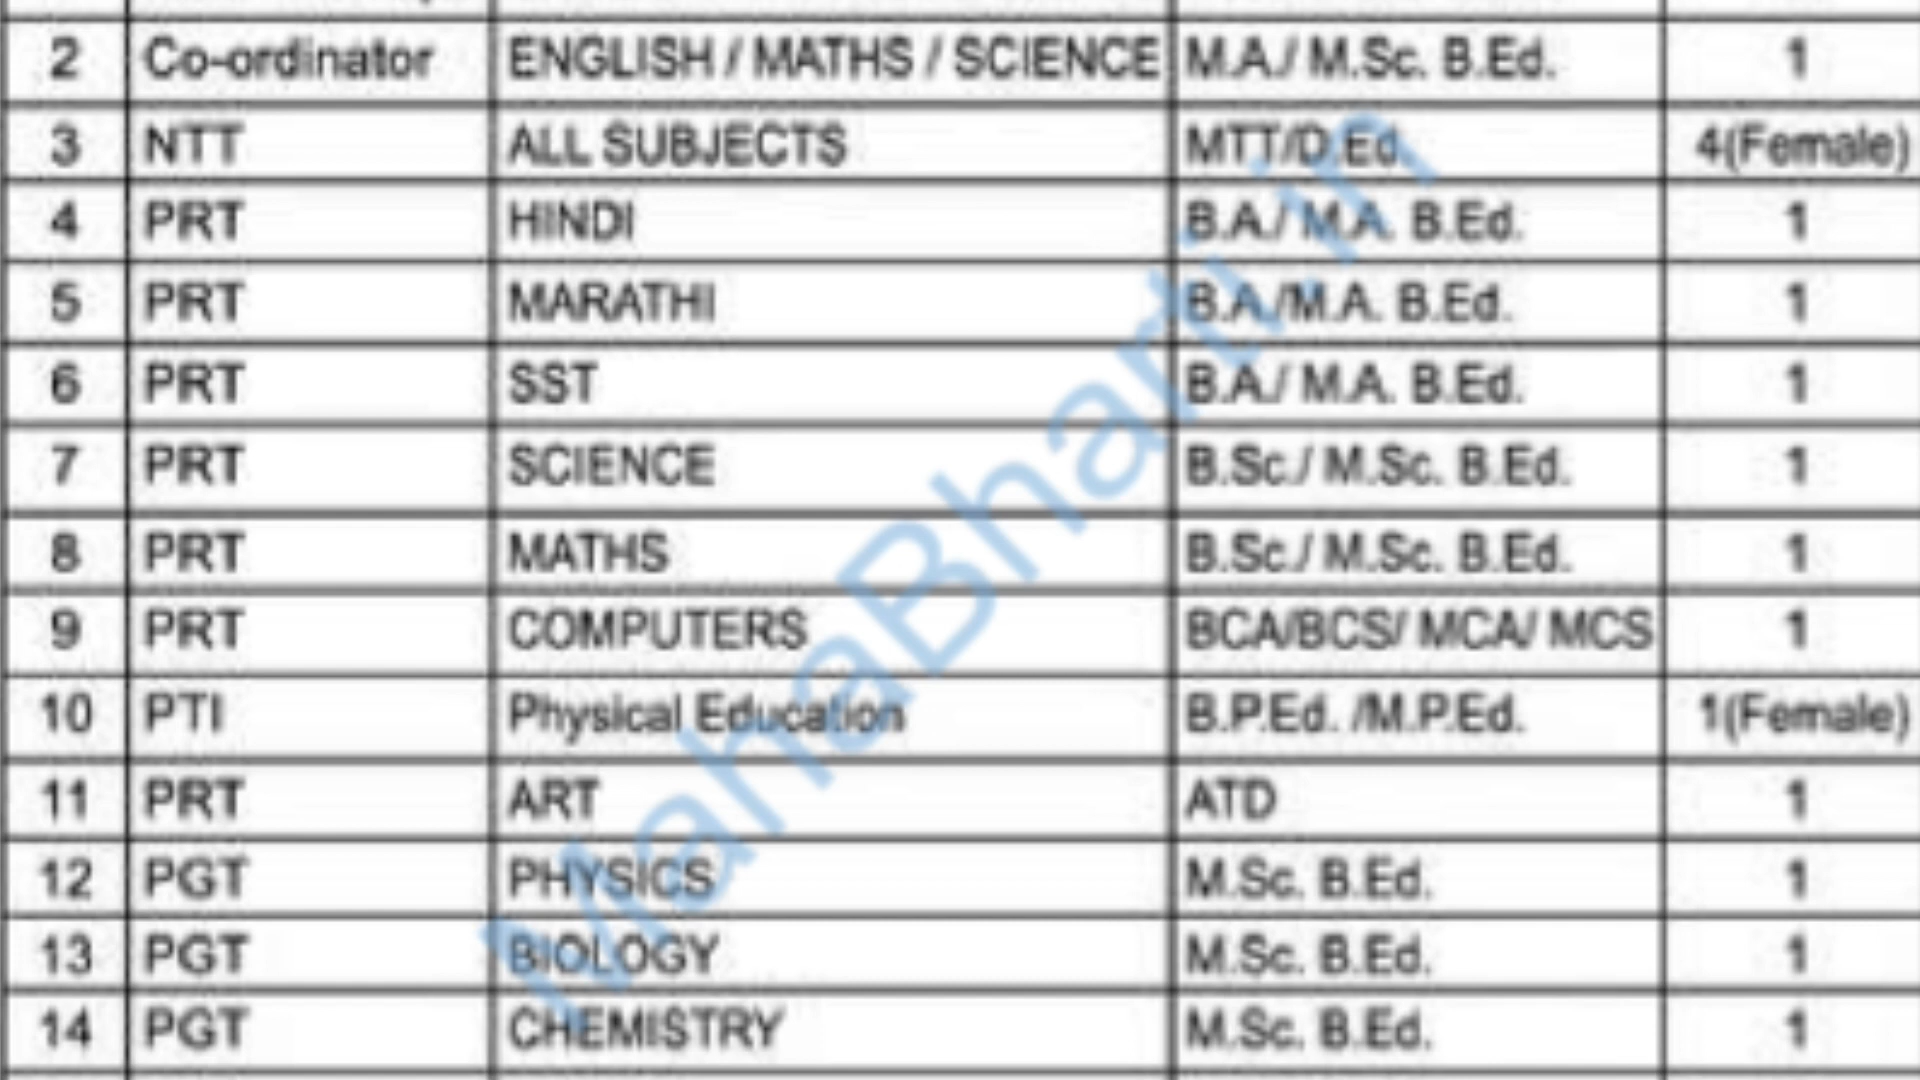 2 Co-ordinator ENGLISH / MATHS / SCIENCE M.A./ M.Sc. B.Ed. 1
3 NTT ALL SUBJECTS MTT/D.Ed. 4(Female)
4 PRT HINDI B.A./ M.A. B.Ed. 1
5 PRT MARATHI B.A./M.A. B.Ed. 1
6 PRT SST B.A./ M.A. B.Ed. 1
7 PRT SCIENCE B.Sc./ M.Sc. B.Ed. 1
8 PRT MATHS B.Sc./ M.Sc. B.Ed. 1
9 PRT COMPUTERS BCA/BCS/ MCA/ MCS 1
10 PTI Physical Education B.P.Ed. /M.P.Ed. 1(Female)
11 PRT ART ATD 1
12 PGT PHYSICS M.Sc. B.Ed. 1
13 PGT BIOLOGY M.Sc. B.Ed. 1
14 PGT CHEMISTRY M.Sc. B.Ed. 1
MahaBharti.in